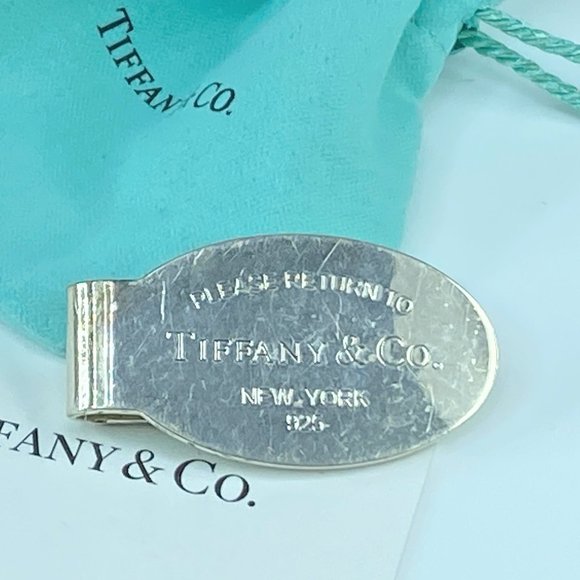 TIFFANY & CO.
PLEASE RETURN TO
TIFFANY & CO.
NEW YORK
925
FANY & CO.